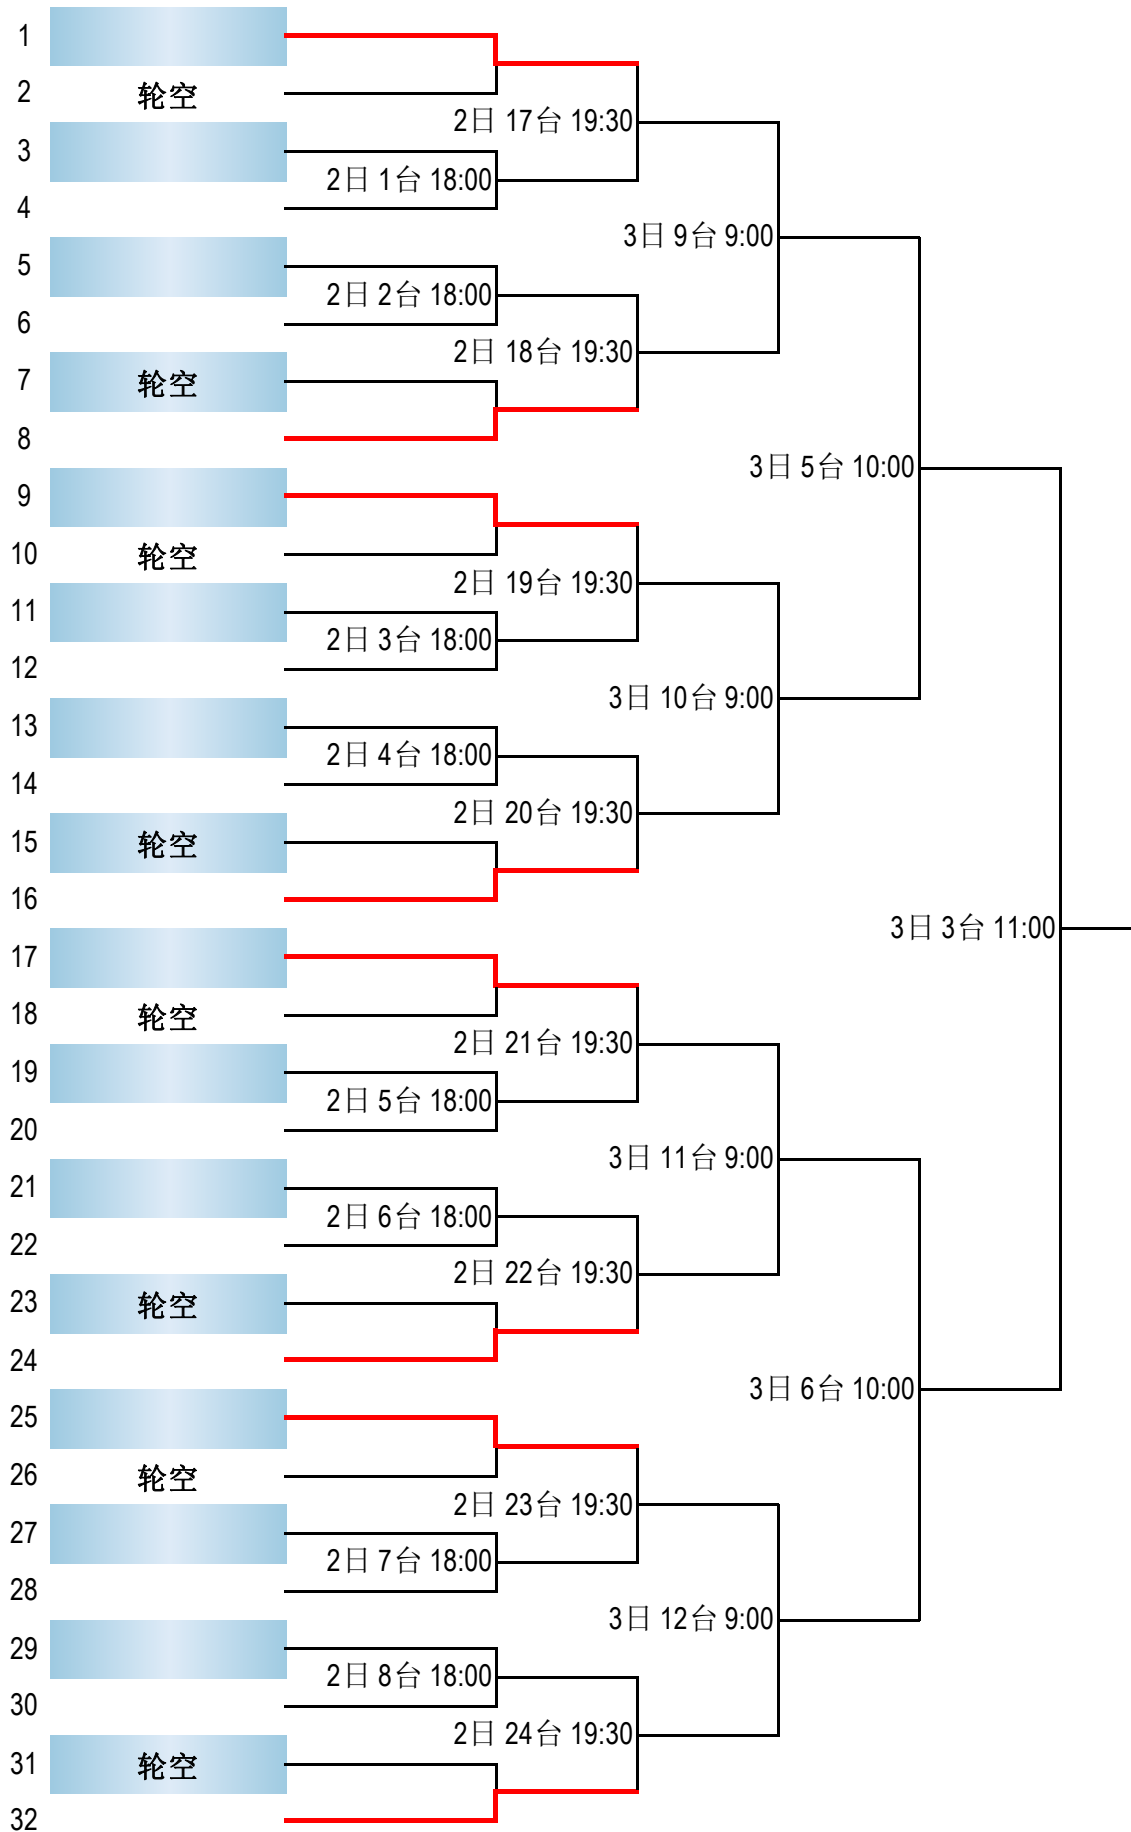 1
2 轮空
2日 17台 19:30
3
2日 1台 18:00
4
3日 9台 9:00
5
2日 2台 18:00
6
2日 18台 19:30
7 轮空
8
3日 5台 10:00
9
10 轮空
2日 19台 19:30
11
2日 3台 18:00
12
3日 10台 9:00
13
2日 4台 18:00
14
2日 20台 19:30
15 轮空
16
3日 3台 11:00
17
18 轮空
2日 21台 19:30
19
2日 5台 18:00
20
3日 11台 9:00
21
2日 6台 18:00
22
2日 22台 19:30
23 轮空
24
3日 6台 10:00
25
26 轮空
2日 23台 19:30
27
2日 7台 18:00
28
3日 12台 9:00
29
2日 8台 18:00
30
2日 24台 19:30
31 轮空
32